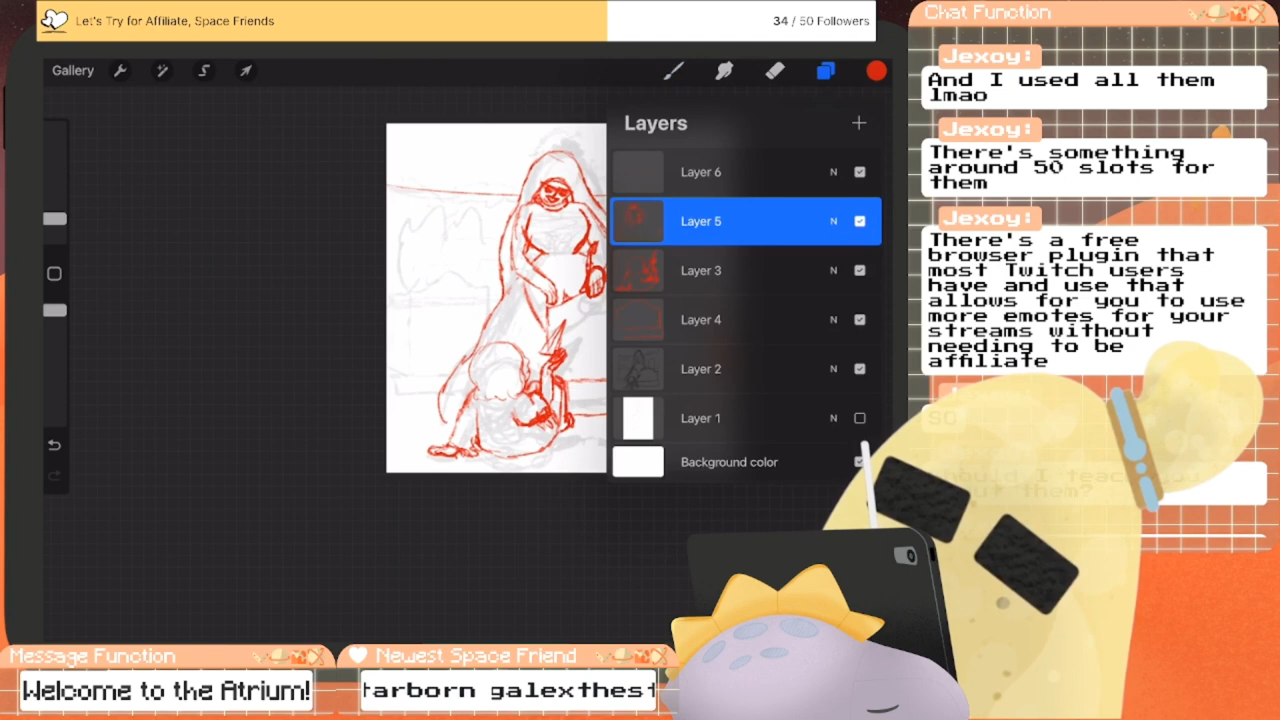 Let's Try for Affiliate, Space Friends
34 / 50 Followers
Gallery
Layers
Layer 6
N
Layer 5
N
Layer 3
N
Layer 4
N
Layer 2
N
Layer 1
N
Background color
Chat Function
Jexoy:
And I used all them
lmao
Jexoy:
There's something
around 50 slots for
them
Jexoy:
There's a free
browser plugin that
most Twitch users
have and use that
allows for you to use
more emotes for your
streams without
needing to be
affiliate
so
should I teach
them?
Message Function
Welcome to the Atrium!
Newest Space Friend
tarborn galexthest